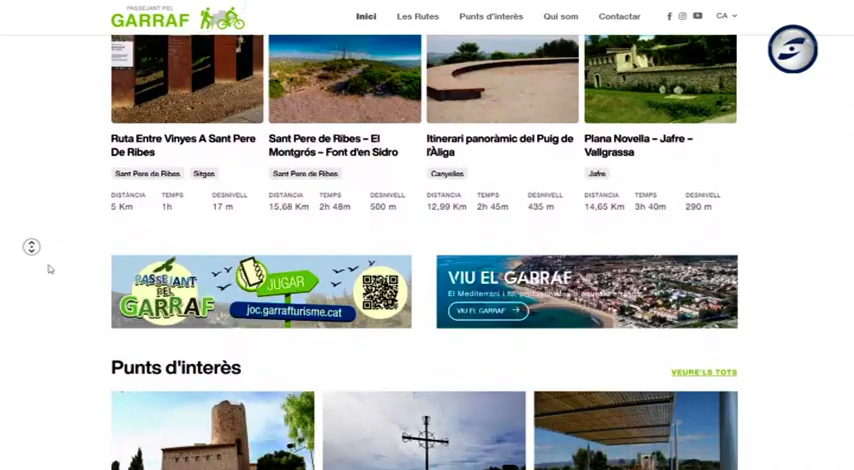 PASSEJANT PEL
GARRAF
Inici
Les Rutes
Punts d'interès
Qui som
Contactar
CA
Ruta Entre Vinyes A Sant Pere
De Ribes
Sant Pere de Ribes
Sitges
DISTÀNCIA TEMPS DESNIVELL
5 Km 1h 17 m
Sant Pere de Ribes – El
Montgrós – Font d'en Sidro
Sant Pere de Ribes
DISTÀNCIA TEMPS DESNIVELL
15,68 Km 2h 48m 500 m
Itinerari panoràmic del Puig de
l'Àliga
Canyelles
DISTÀNCIA TEMPS DESNIVELL
12,99 Km 2h 45m 435 m
Plana Novella – Jafre –
Vallgrassa
Jafre
DISTÀNCIA TEMPS DESNIVELL
14,65 Km 3h 40m 290 m
PASSEJANT
PEL
GARRAF
JUGAR
joc.garrafturisme.cat
VIU EL GARRAF
El Mediterrani i tu,
VIU EL GARRAF
Punts d'interès
VEURE'LS TOTS